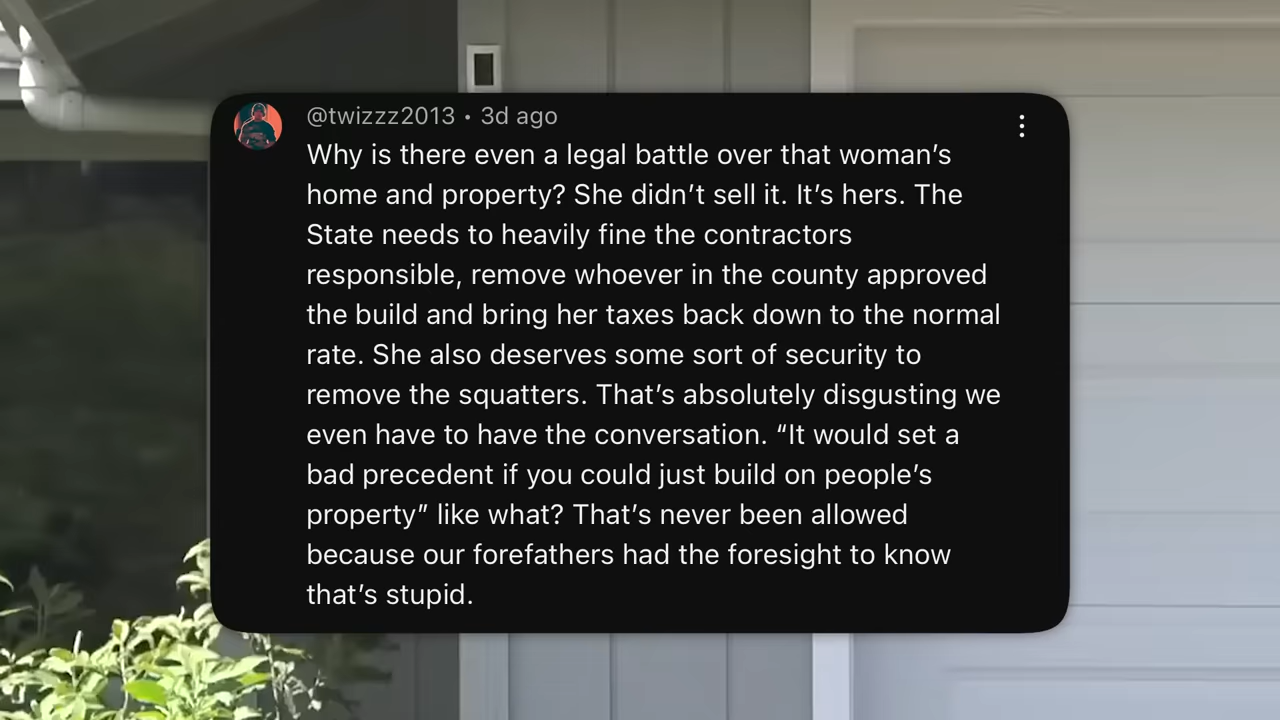 @twizzz2013 • 3d ago
Why is there even a legal battle over that woman’s
home and property? She didn’t sell it. It’s hers. The
State needs to heavily fine the contractors
responsible, remove whoever in the county approved
the build and bring her taxes back down to the normal
rate. She also deserves some sort of security to
remove the squatters. That’s absolutely disgusting we
even have to have the conversation. “It would set a
bad precedent if you could just build on people’s
property” like what? That’s never been allowed
because our forefathers had the foresight to know
that’s stupid.